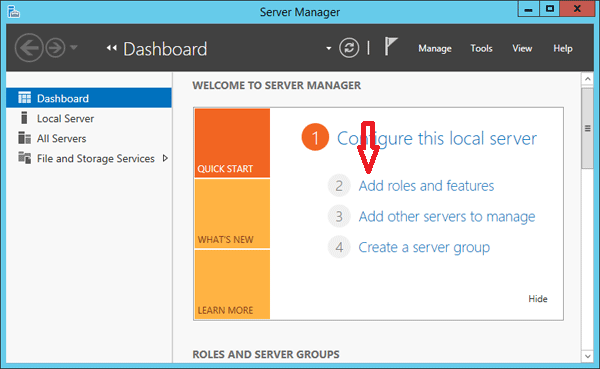 Server Manager
Dashboard
Manage Tools View Help
Dashboard
Local Server
All Servers
File and Storage Services
WELCOME TO SERVER MANAGER
QUICK START
WHAT'S NEW
LEARN MORE
1 Configure this local server
2 Add roles and features
3 Add other servers to manage
4 Create a server group
Hide
ROLES AND SERVER GROUPS